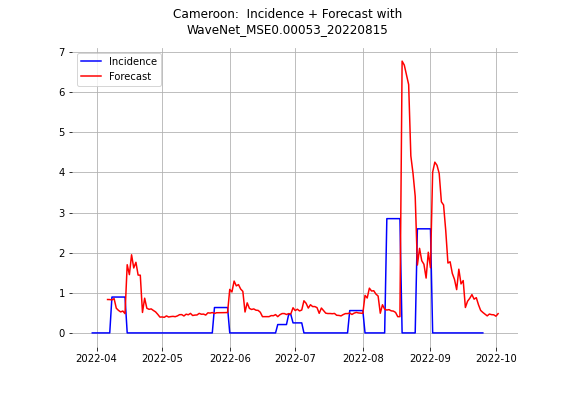 Cameroon:  Incidence + Forecast with
WaveNet_MSE0.00053_20220815
Incidence
Forecast
7
6
5
4
3
2
1
0
2022-04 2022-05 2022-06 2022-07 2022-08 2022-09 2022-10